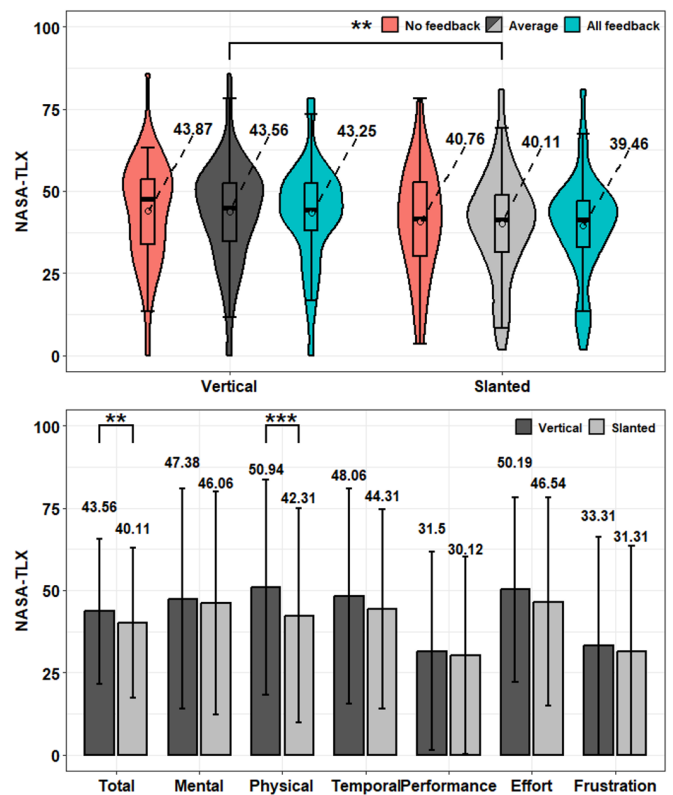 ** No feedback Average All feedback
100
75
50
25
0
NASA-TLX
43.87 43.56 43.25 40.76 40.11 39.46
Vertical Slanted
Vertical Slanted
100
75
50
25
0
NASA-TLX
** ***
43.56 40.11 47.38 46.06 50.94 42.31 48.06 44.31 31.5 30.12 50.19 46.54 33.31 31.31
Total Mental Physical Temporal Performance Effort Frustration